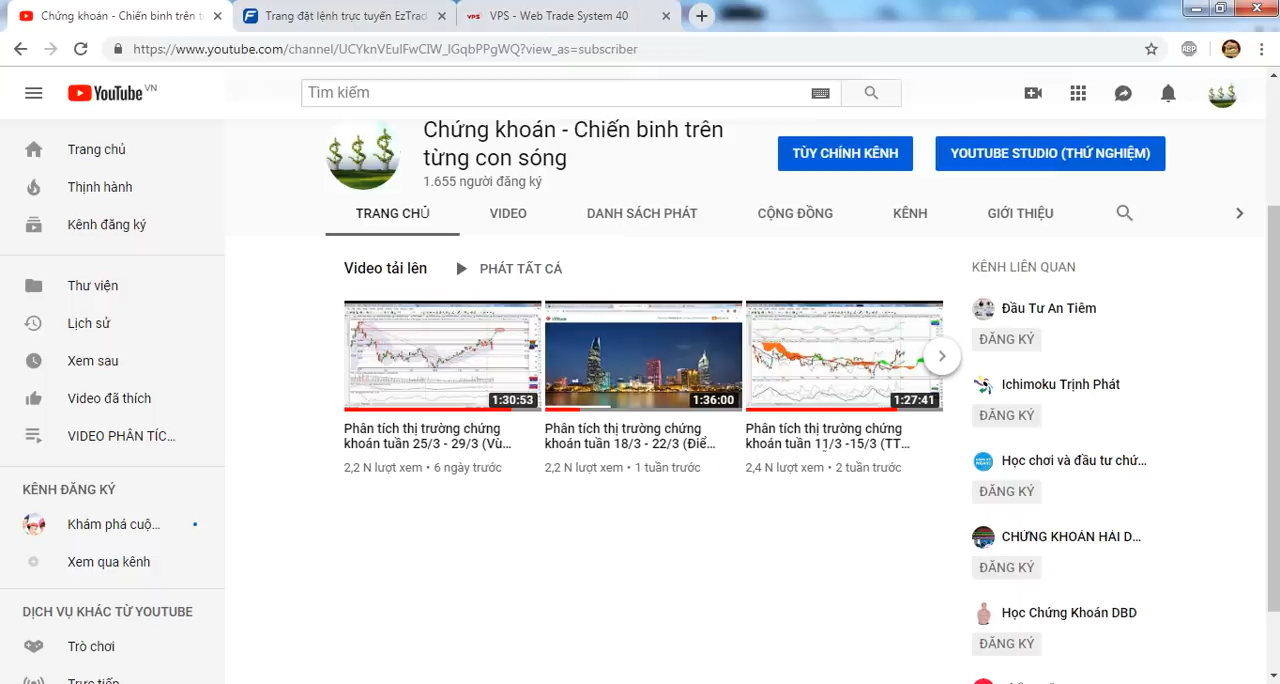 Chứng khoán - Chiến binh trên t
Trang đặt lệnh trực tuyến EzTrad
VPS VPS - Web Trade System 40
https://www.youtube.com/channel/UCYknVEulFwCIW_IGqbPPgWQ?view_as=subscriber
ABP
YouTube VN
Tìm kiếm
Trang chủ
Thịnh hành
Kênh đăng ký
Thư viện
Lịch sử
Xem sau
Video đã thích
VIDEO PHÂN TÍC...
KÊNH ĐĂNG KÝ
Khám phá cuộ...
Xem qua kênh
DỊCH VỤ KHÁC TỪ YOUTUBE
Trò chơi
Trực tiếp
Chứng khoán - Chiến binh trên
từng con sóng
1.655 người đăng ký
TÙY CHỈNH KÊNH
YOUTUBE STUDIO (THỬ NGHIỆM)
TRANG CHỦ VIDEO DANH SÁCH PHÁT CỘNG ĐỒNG KÊNH GIỚI THIỆU
Video tải lên PHÁT TẤT CẢ
1:30:53
Phân tích thị trường chứng
khoán tuần 25/3 - 29/3 (Vù...
2,2 N lượt xem • 6 ngày trước
1:36:00
Phân tích thị trường chứng
khoán tuần 18/3 - 22/3 (Điể...
2,2 N lượt xem • 1 tuần trước
1:27:41
Phân tích thị trường chứng
khoán tuần 11/3 -15/3 (TT...
2,4 N lượt xem • 2 tuần trước
KÊNH LIÊN QUAN
Đầu Tư An Tiêm
ĐĂNG KÝ
Ichimoku Trịnh Phát
ĐĂNG KÝ
Học chơi và đầu tư chứ...
ĐĂNG KÝ
CHỨNG KHOÁN HẢI D...
ĐĂNG KÝ
Học Chứng Khoán DBD
ĐĂNG KÝ